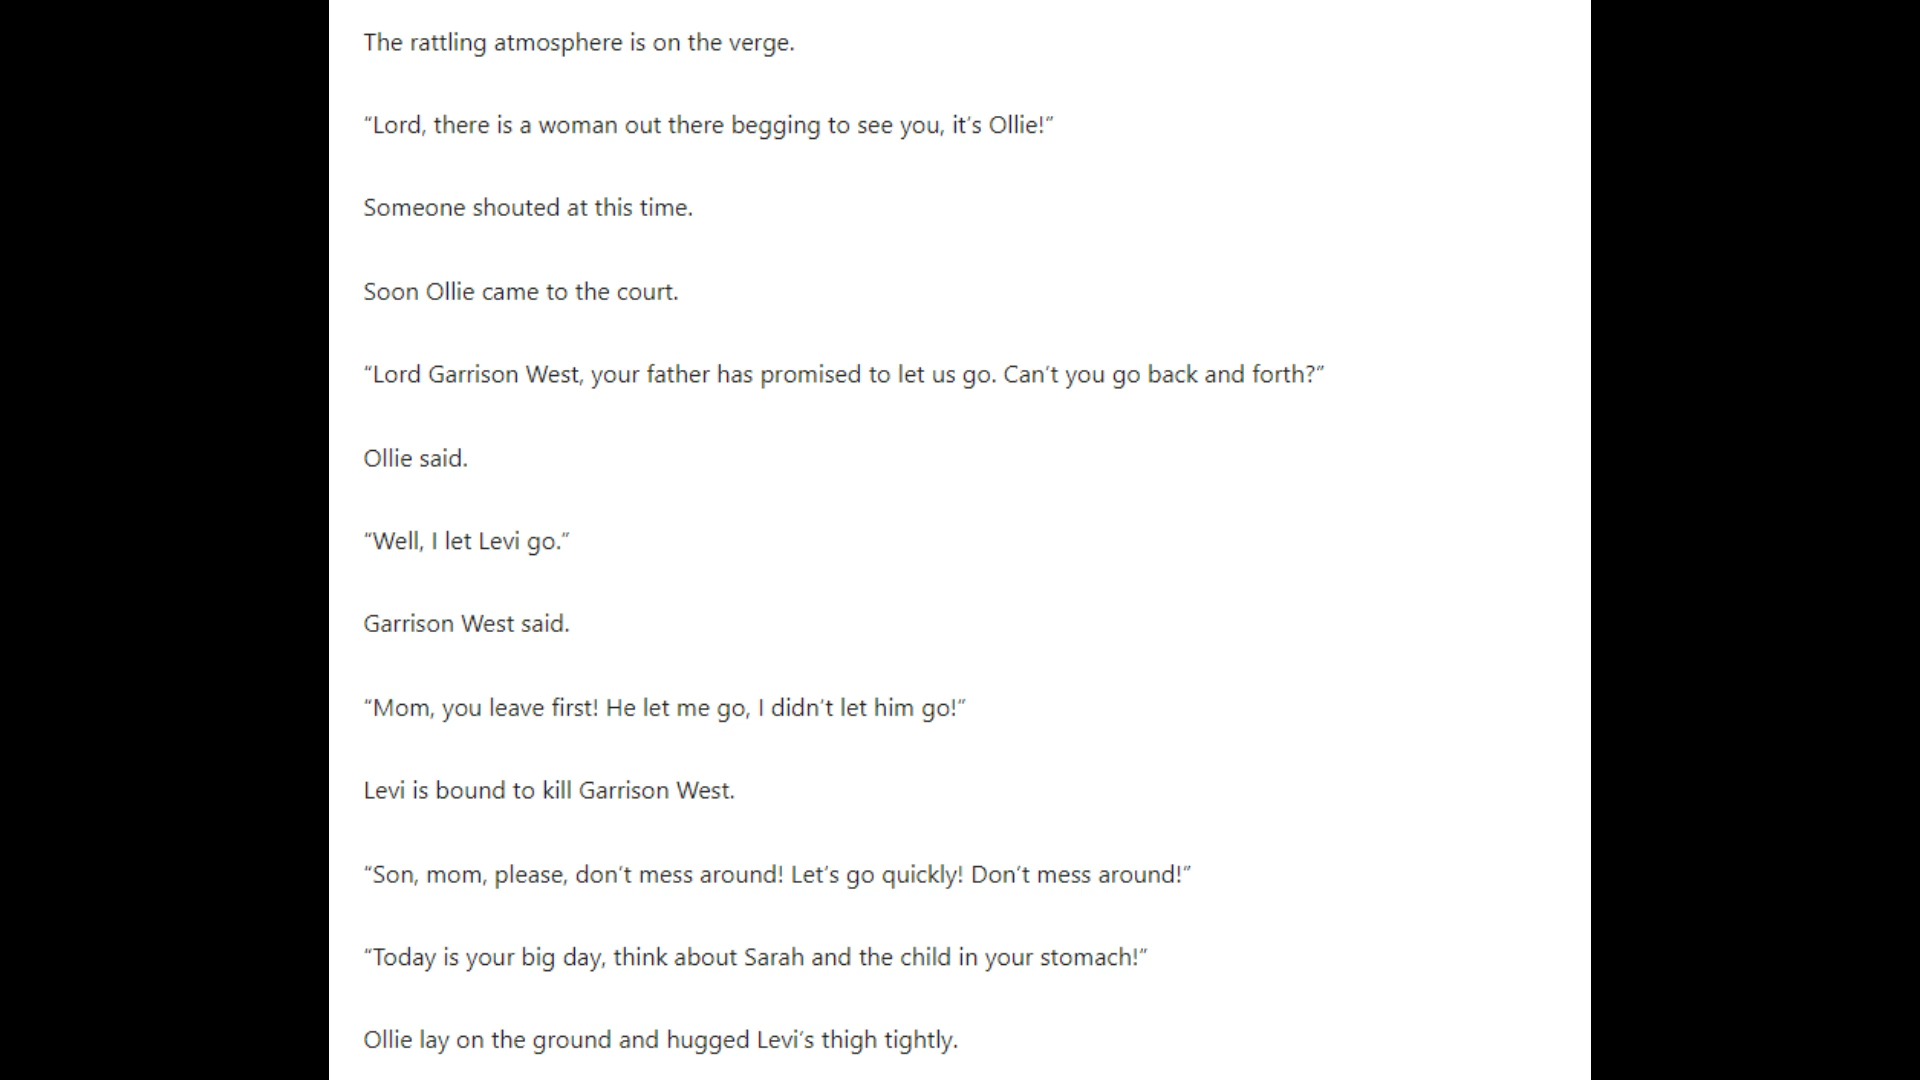 The rattling atmosphere is on the verge.
“Lord, there is a woman out there begging to see you, it’s Ollie!”
Someone shouted at this time.
Soon Ollie came to the court.
“Lord Garrison West, your father has promised to let us go. Can’t you go back and forth?”
Ollie said.
“Well, I let Levi go.”
Garrison West said.
“Mom, you leave first! He let me go, I didn’t let him go!”
Levi is bound to kill Garrison West.
“Son, mom, please, don’t mess around! Let’s go quickly! Don’t mess around!”
“Today is your big day, think about Sarah and the child in your stomach!”
Ollie lay on the ground and hugged Levi’s thigh tightly.